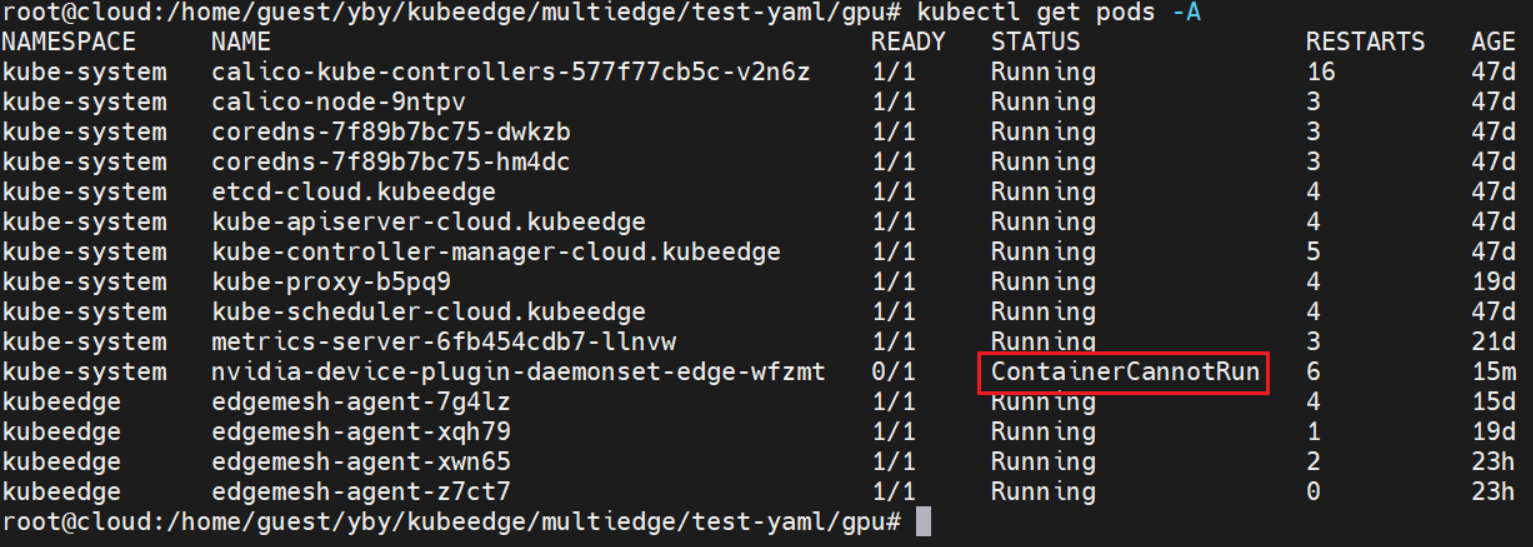 root@cloud:/home/guest/yby/kubeedge/multiedge/test-yaml/gpu# kubectl get pods -A
NAMESPACE NAME READY STATUS RESTARTS AGE
kube-system calico-kube-controllers-577f77cb5c-v2n6z 1/1 Running 16 47d
kube-system calico-node-9ntpv 1/1 Running 3 47d
kube-system coredns-7f89b7bc75-dwkzb 1/1 Running 3 47d
kube-system coredns-7f89b7bc75-hm4dc 1/1 Running 3 47d
kube-system etcd-cloud.kubeedge 1/1 Running 4 47d
kube-system kube-apiserver-cloud.kubeedge 1/1 Running 4 47d
kube-system kube-controller-manager-cloud.kubeedge 1/1 Running 5 47d
kube-system kube-proxy-b5pq9 1/1 Running 4 19d
kube-system kube-scheduler-cloud.kubeedge 1/1 Running 4 47d
kube-system metrics-server-6fb454cdb7-llnvw 1/1 Running 3 21d
kube-system nvidia-device-plugin-daemonset-edge-wfzmt 0/1 ContainerCannotRun 6 15m
kubeedge edgemesh-agent-7g4lz 1/1 Running 4 15d
kubeedge edgemesh-agent-xqh79 1/1 Running 1 19d
kubeedge edgemesh-agent-xwn65 1/1 Running 2 23h
kubeedge edgemesh-agent-z7ct7 1/1 Running 0 23h
root@cloud:/home/guest/yby/kubeedge/multiedge/test-yaml/gpu#